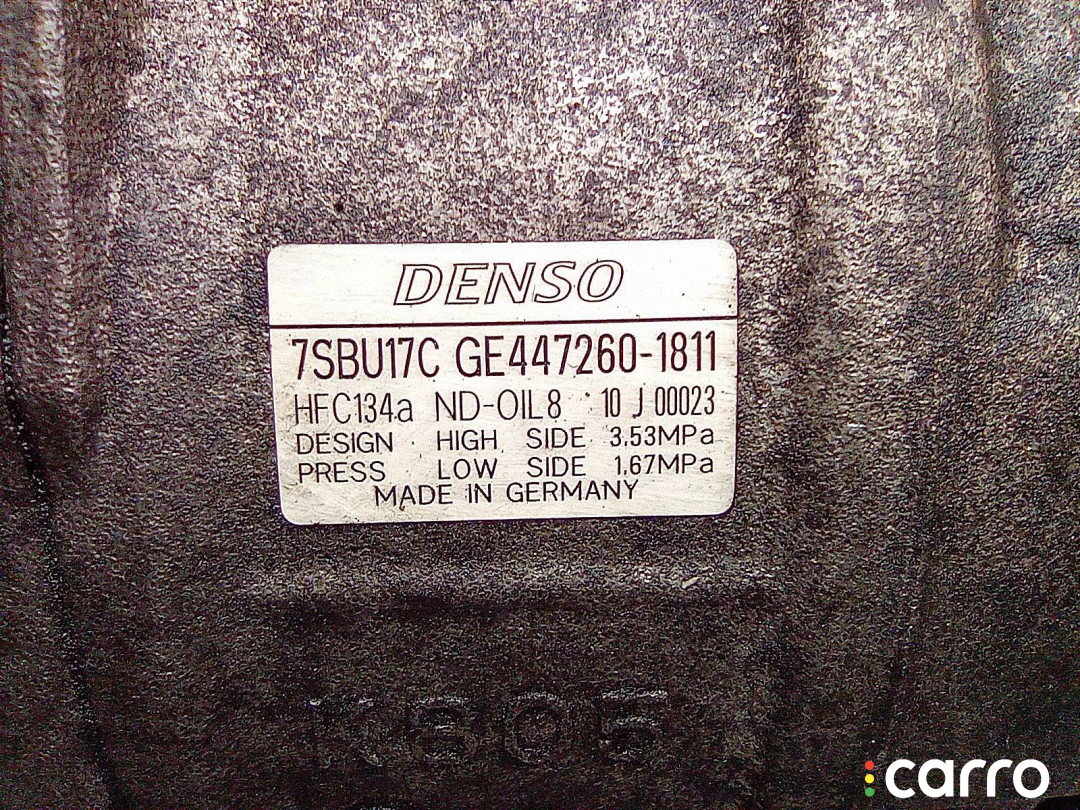 DENSO
7SBU17C GE447260-1811
HFC134a ND-OIL8 10 J 00023
DESIGN HIGH SIDE 3.53MPa
PRESS LOW SIDE 1.67MPa
MADE IN GERMANY
carro